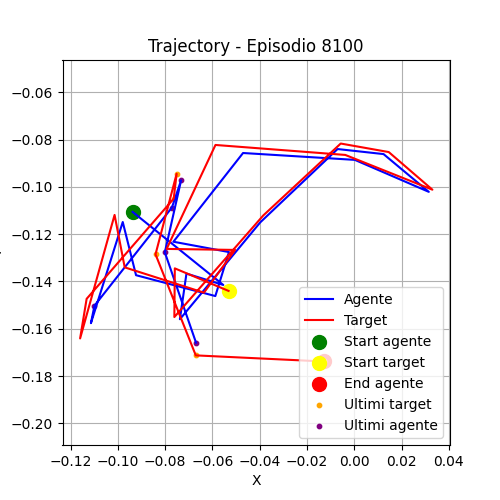 Trajectory - Episodio 8100
−0.06
−0.08
−0.10
−0.12
−0.14
−0.16
−0.18
−0.20
Agente
Target
Start agente
Start target
End agente
Ultimi target
Ultimi agente
−0.12 −0.10 −0.08 −0.06 −0.04 −0.02 0.00 0.02 0.04
X